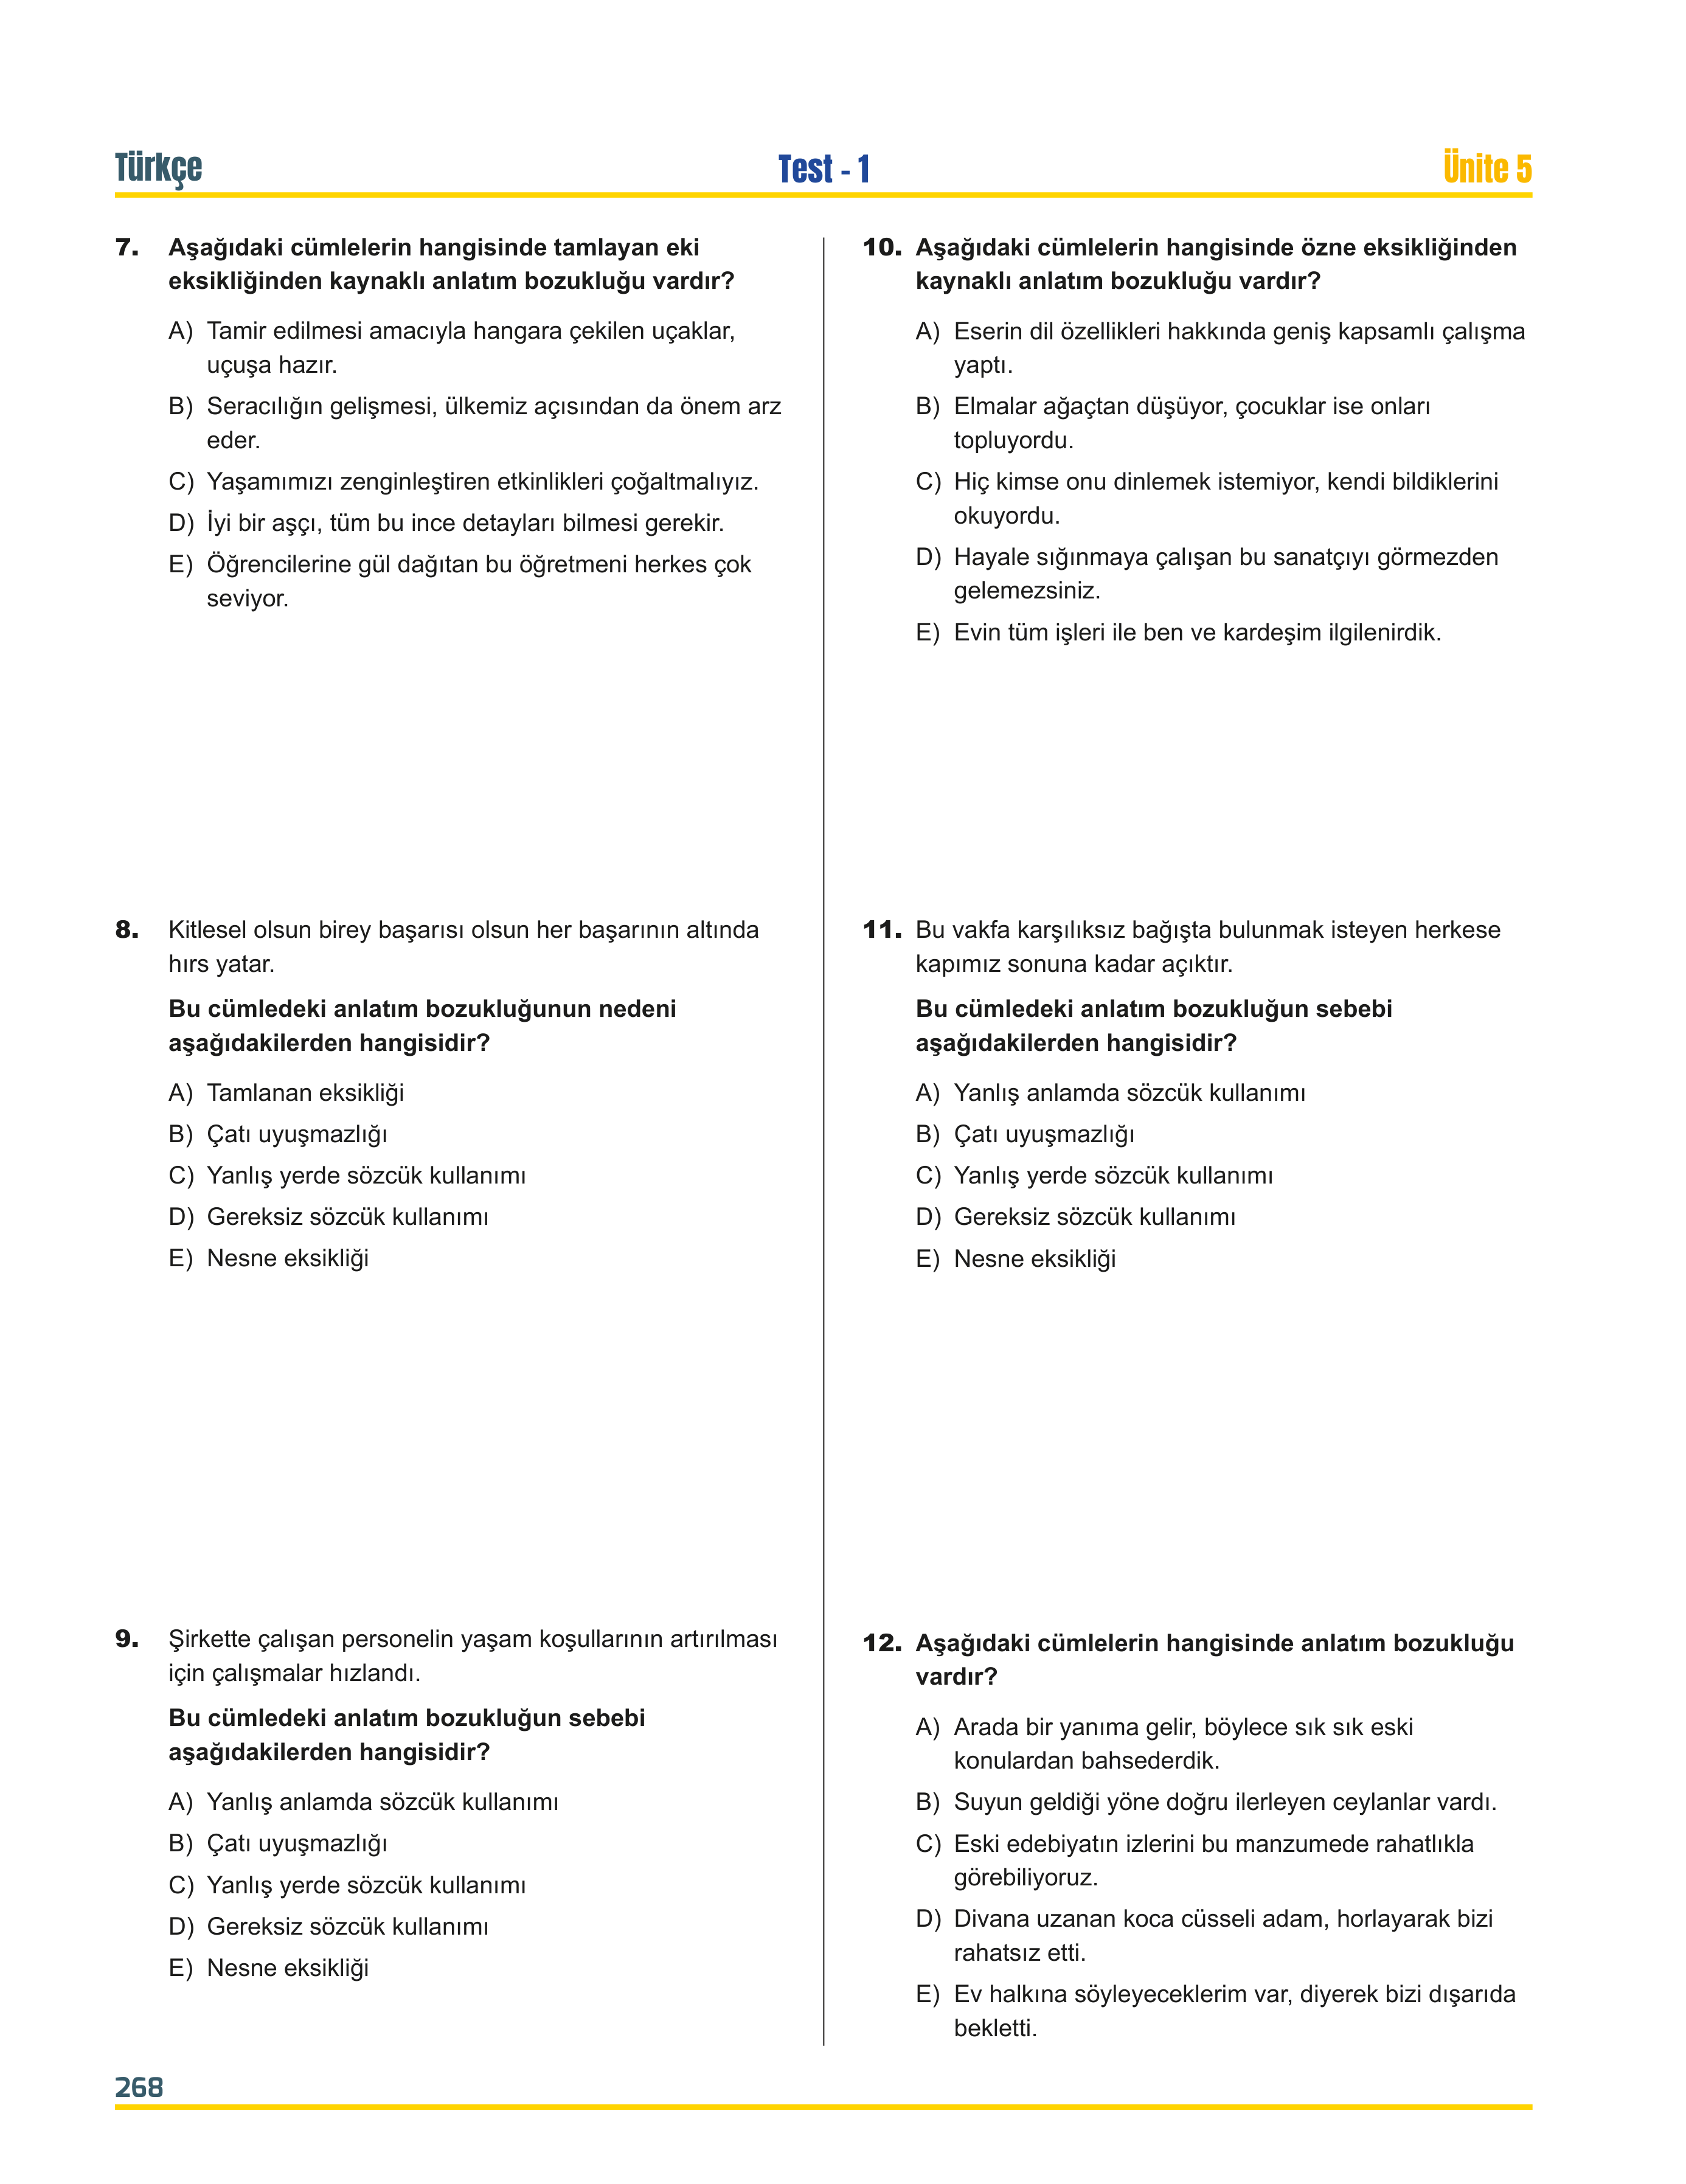 Türkçe
Test - 1
Ünite 5
7. Aşağıdaki cümlelerin hangisinde tamlayan eki
eksikliğinden kaynaklı anlatım bozukluğu vardır?
A) Tamir edilmesi amacıyla hangara çekilen uçaklar,
uçuşa hazır.
B) Seracılığın gelişmesi, ülkemiz açısından da önem arz
eder.
C) Yaşamımızı zenginleştiren etkinlikleri çoğaltmalıyız.
D) İyi bir aşçı, tüm bu ince detayları bilmesi gerekir.
E) Öğrencilerine gül dağıtan bu öğretmeni herkes çok
seviyor.
8. Kitlesel olsun birey başarısı olsun her başarının altında
hırs yatar.
Bu cümledeki anlatım bozukluğunun nedeni
aşağıdakilerden hangisidir?
A) Tamlanan eksikliği
B) Çatı uyuşmazlığı
C) Yanlış yerde sözcük kullanımı
D) Gereksiz sözcük kullanımı
E) Nesne eksikliği
9. Şirkette çalışan personelin yaşam koşullarının artırılması
için çalışmalar hızlandı.
Bu cümledeki anlatım bozukluğun sebebi
aşağıdakilerden hangisidir?
A) Yanlış anlamda sözcük kullanımı
B) Çatı uyuşmazlığı
C) Yanlış yerde sözcük kullanımı
D) Gereksiz sözcük kullanımı
E) Nesne eksikliği
10. Aşağıdaki cümlelerin hangisinde özne eksikliğinden
kaynaklı anlatım bozukluğu vardır?
A) Eserin dil özellikleri hakkında geniş kapsamlı çalışma
yaptı.
B) Elmalar ağaçtan düşüyor, çocuklar ise onları
topluyordu.
C) Hiç kimse onu dinlemek istemiyor, kendi bildiklerini
okuyordu.
D) Hayale sığınmaya çalışan bu sanatçıyı görmezden
gelemezsiniz.
E) Evin tüm işleri ile ben ve kardeşim ilgilenirdik.
11. Bu vakfa karşılıksız bağışta bulunmak isteyen herkese
kapımız sonuna kadar açıktır.
Bu cümledeki anlatım bozukluğun sebebi
aşağıdakilerden hangisidir?
A) Yanlış anlamda sözcük kullanımı
B) Çatı uyuşmazlığı
C) Yanlış yerde sözcük kullanımı
D) Gereksiz sözcük kullanımı
E) Nesne eksikliği
12. Aşağıdaki cümlelerin hangisinde anlatım bozukluğu
vardır?
A) Arada bir yanıma gelir, böylece sık sık eski
konulardan bahsederdik.
B) Suyun geldiği yöne doğru ilerleyen ceylanlar vardı.
C) Eski edebiyatın izlerini bu manzumede rahatlıkla
görebiliyoruz.
D) Divana uzanan koca cüsseli adam, horlayarak bizi
rahatsız etti.
E) Ev halkına söyleyeceklerim var, diyerek bizi dışarıda
bekletti.
268